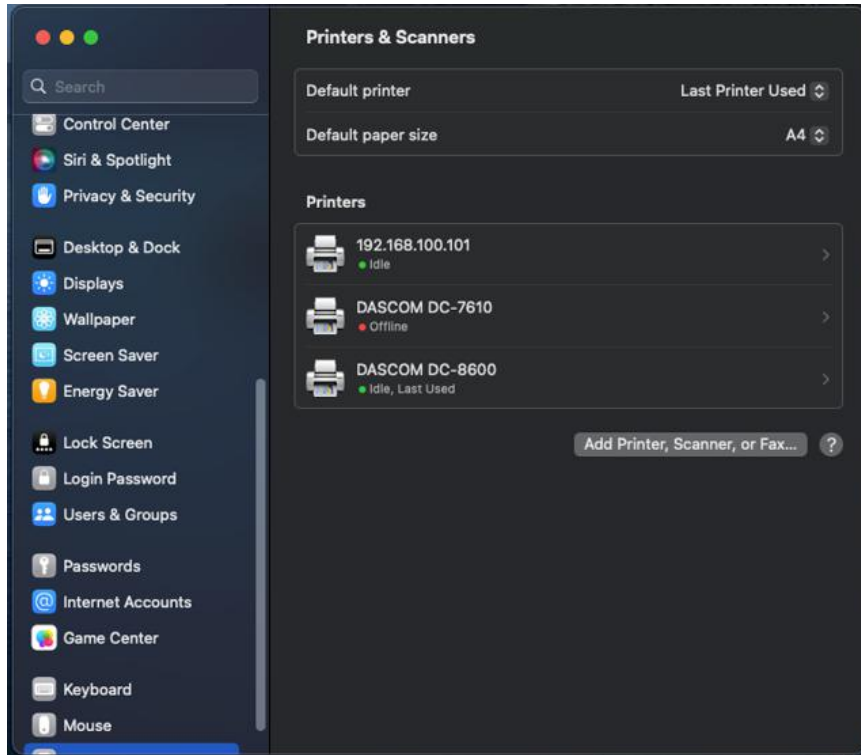 Printers & Scanners
Search
Control Center
Siri & Spotlight
Privacy & Security
Desktop & Dock
Displays
Wallpaper
Screen Saver
Energy Saver
Lock Screen
Login Password
Users & Groups
Passwords
Internet Accounts
Game Center
Keyboard
Mouse
Default printer Last Printer Used
Default paper size A4
Printers
192.168.100.101
Idle
DASCOM DC-7610
Offline
DASCOM DC-8600
Idle, Last Used
Add Printer, Scanner, or Fax... ?